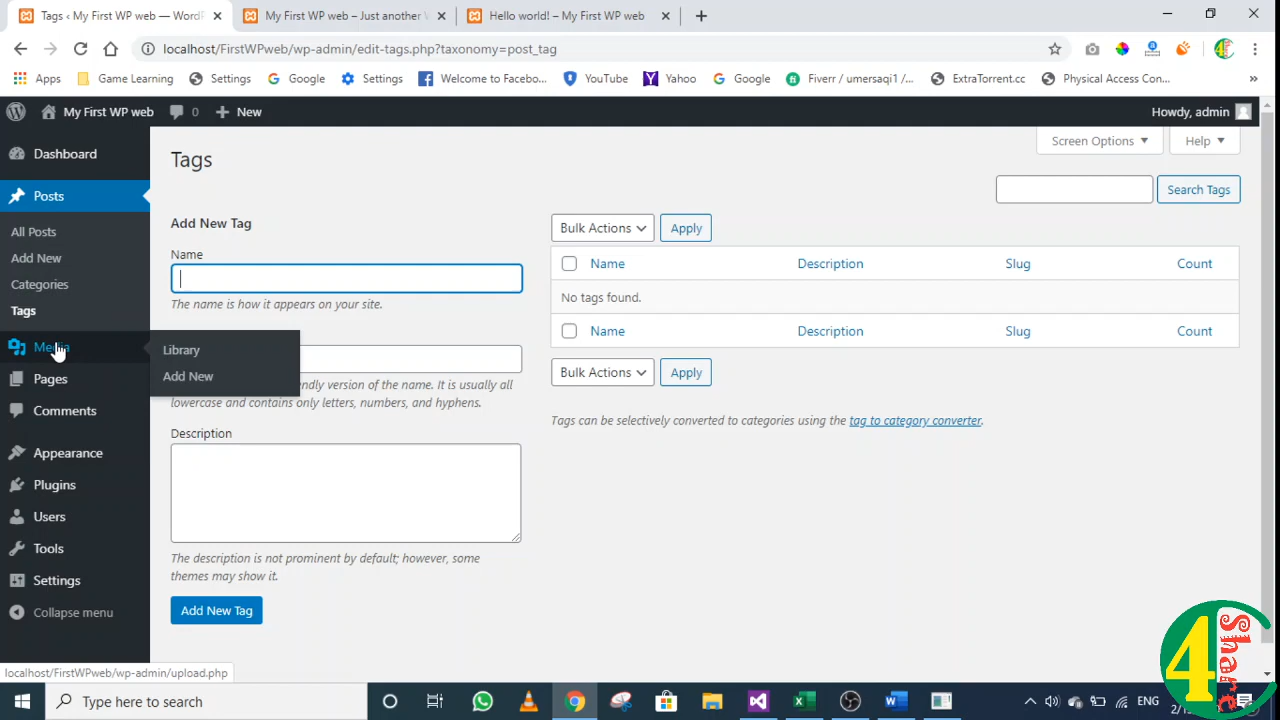 Tags ‹ My First WP web — WordP
My First WP web – Just another W
Hello world! – My First WP web
localhost/FirstWPweb/wp-admin/edit-tags.php?taxonomy=post_tag
Apps
Game Learning
Settings
Google
Settings
Welcome to Facebo...
YouTube
Yahoo
Google
Fiverr / umersaqi1/...
ExtraTorrent.cc
Physical Access Con...
»
My First WP web
0
New
Howdy, admin
Dashboard
Posts
All Posts
Add New
Categories
Tags
Media
Library
Add New
Pages
Comments
Appearance
Plugins
Users
Tools
Settings
Collapse menu
Screen Options
Help
Tags
Search Tags
Add New Tag
Name
The name is how it appears on your site.
ndly version of the name. It is usually all
lowercase and contains only letters, numbers, and hyphens.
Description
The description is not prominent by default; however, some
themes may show it.
Add New Tag
Bulk Actions
Apply
Name Description Slug Count
No tags found.
Name Description Slug Count
Bulk Actions
Apply
Tags can be selectively converted to categories using the tag to category converter.
localhost/FirstWPweb/wp-admin/upload.php
4 Share
Type here to search
ENG